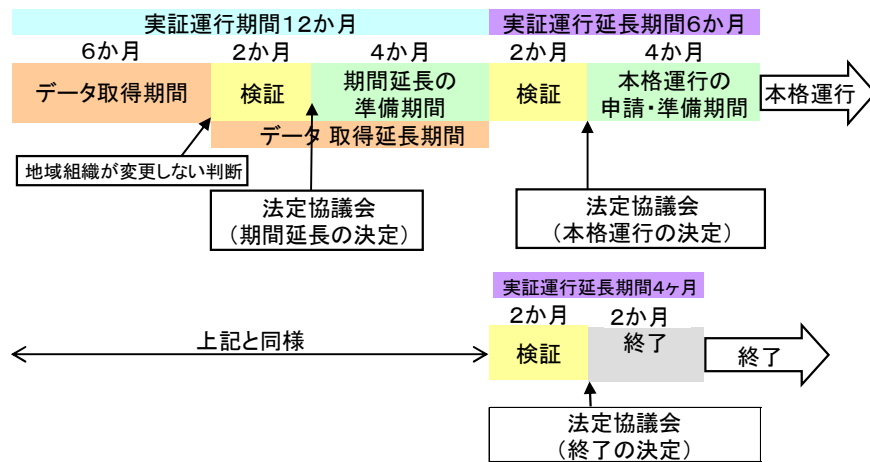 実証運行期間12か月
実証運行延長期間6か月
6か月
2か月
4か月
2か月
4か月
データ取得期間
検証
期間延長の
準備期間
検証
本格運行の
申請・準備期間
本格運行
データ 取得延長期間
地域組織が変更しない判断
法定協議会
（期間延長の決定）
法定協議会
（本格運行の決定）
実証運行延長期間4ヶ月
2か月
2か月
上記と同様
検証
終了
終了
法定協議会
（終了の決定）